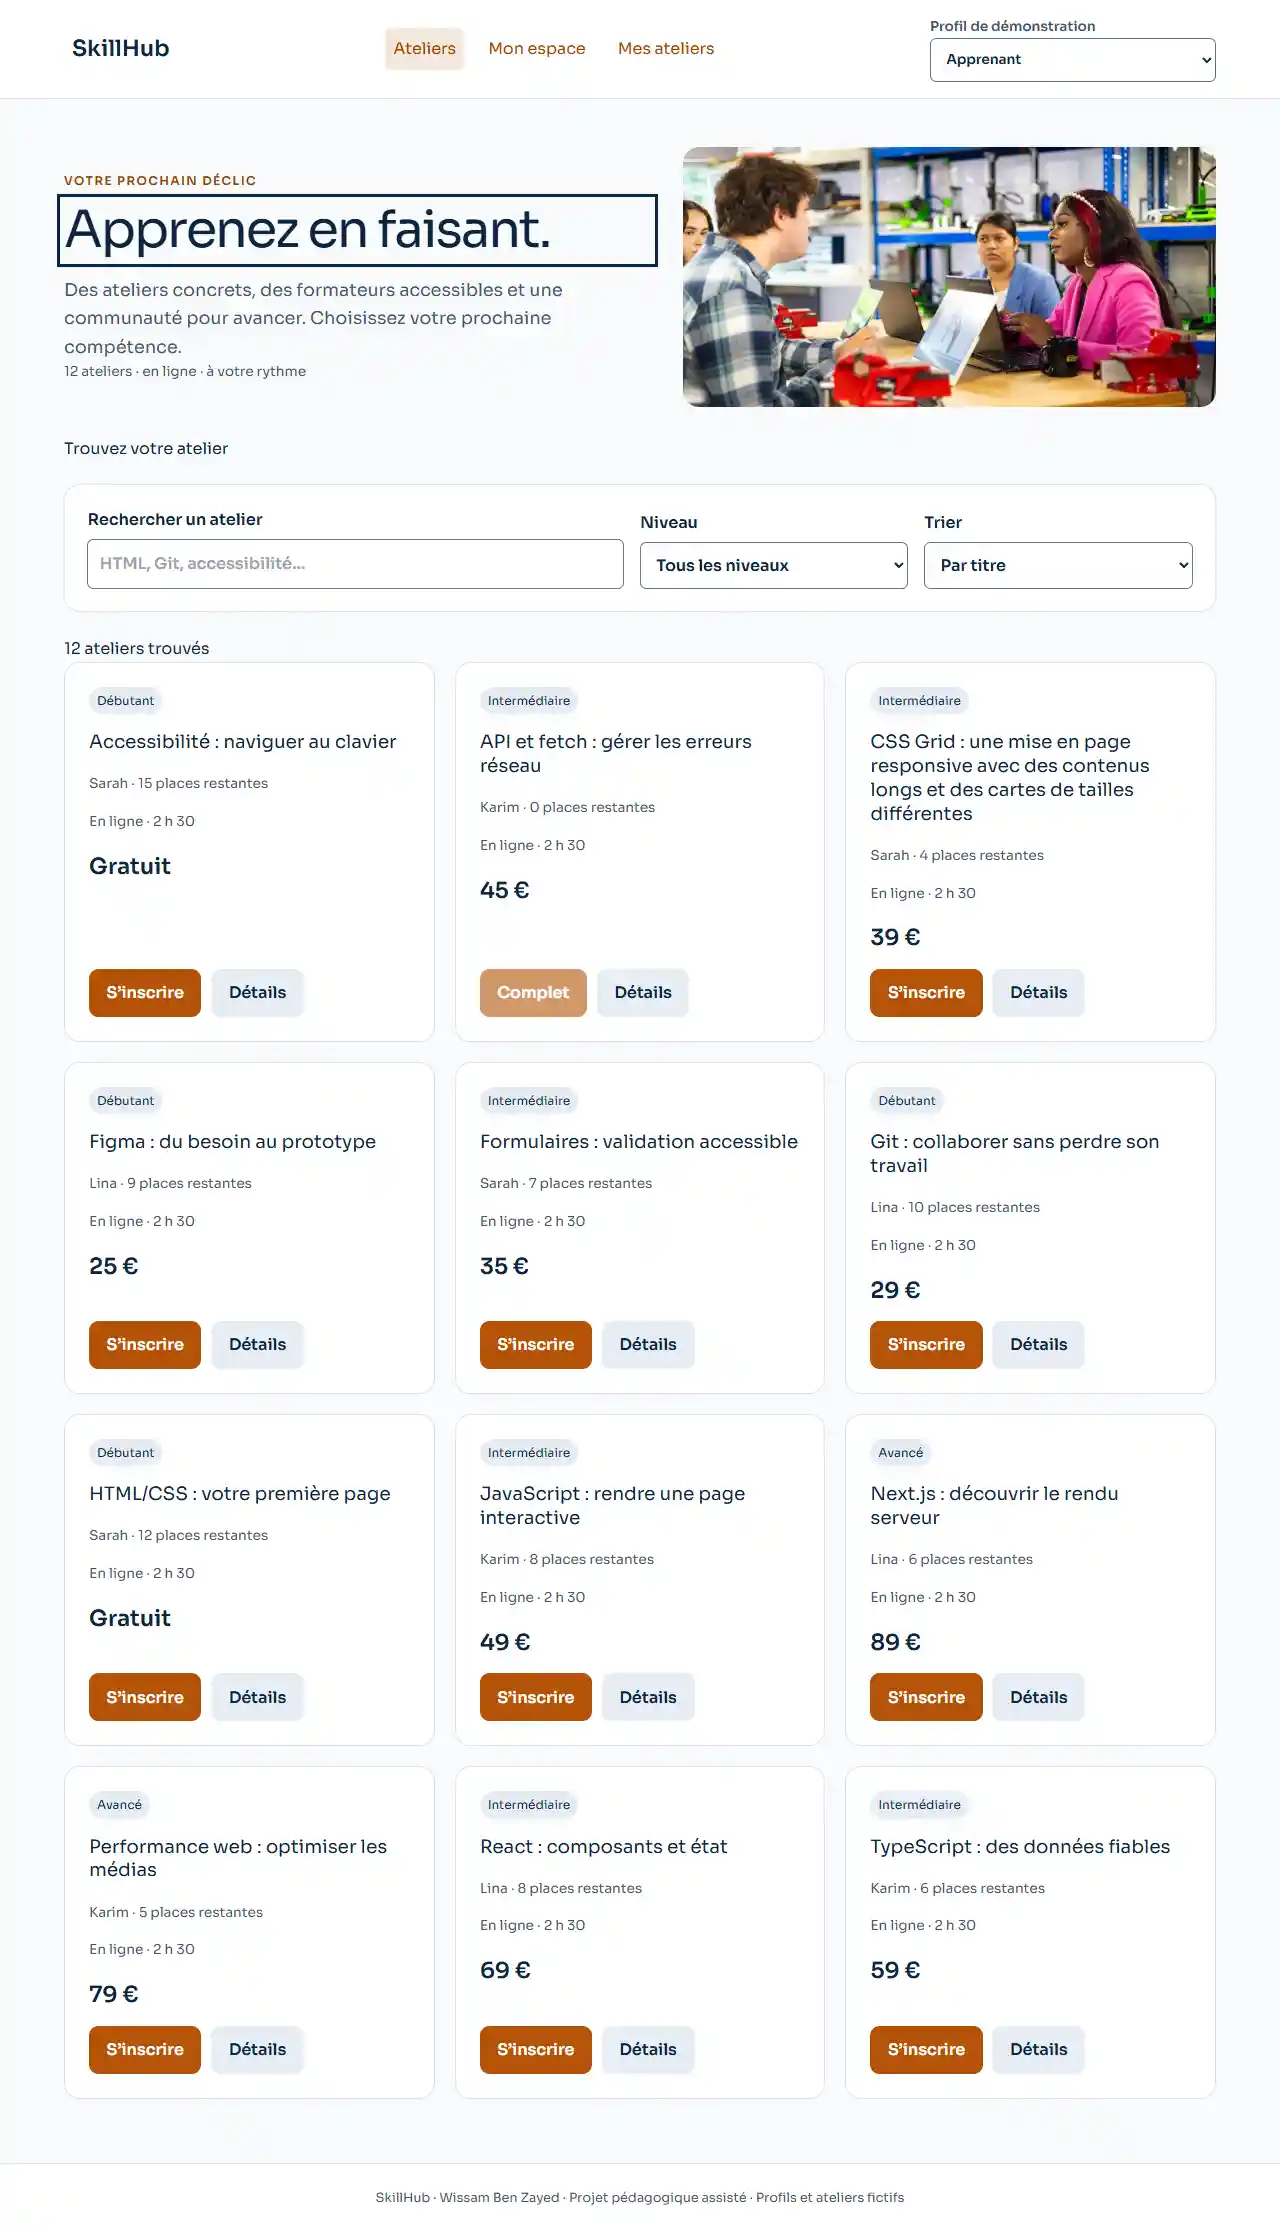 SkillHub
Ateliers
Mon espace
Mes ateliers
Profil de démonstration
Apprenant
VOTRE PROCHAIN DÉCLIC
Apprenez en faisant.
Des ateliers concrets, des formateurs accessibles et une
communauté pour avancer. Choisissez votre prochaine
compétence.
12 ateliers · en ligne · à votre rythme
Trouvez votre atelier
Rechercher un atelier
HTML, Git, accessibilité...
Niveau
Tous les niveaux
Trier
Par titre
12 ateliers trouvés
Débutant
Accessibilité : naviguer au clavier
Sarah · 15 places restantes
En ligne · 2 h 30
Gratuit
S’inscrire
Détails
Intermédiaire
API et fetch : gérer les erreurs
réseau
Karim · 0 places restantes
En ligne · 2 h 30
45 €
Complet
Détails
Intermédiaire
CSS Grid : une mise en page
responsive avec des contenus
longs et des cartes de tailles
différentes
Sarah · 4 places restantes
En ligne · 2 h 30
39 €
S’inscrire
Détails
Débutant
Figma : du besoin au prototype
Lina · 9 places restantes
En ligne · 2 h 30
25 €
S’inscrire
Détails
Intermédiaire
Formulaires : validation accessible
Sarah · 7 places restantes
En ligne · 2 h 30
35 €
S’inscrire
Détails
Débutant
Git : collaborer sans perdre son
travail
Lina · 10 places restantes
En ligne · 2 h 30
29 €
S’inscrire
Détails
Débutant
HTML/CSS : votre première page
Sarah · 12 places restantes
En ligne · 2 h 30
Gratuit
S’inscrire
Détails
Intermédiaire
JavaScript : rendre une page
interactive
Karim · 8 places restantes
En ligne · 2 h 30
49 €
S’inscrire
Détails
Avancé
Next.js : découvrir le rendu
serveur
Lina · 6 places restantes
En ligne · 2 h 30
89 €
S’inscrire
Détails
Avancé
Performance web : optimiser les
médias
Karim · 5 places restantes
En ligne · 2 h 30
79 €
S’inscrire
Détails
Intermédiaire
React : composants et état
Lina · 8 places restantes
En ligne · 2 h 30
69 €
S’inscrire
Détails
Intermédiaire
TypeScript : des données fiables
Karim · 6 places restantes
En ligne · 2 h 30
59 €
S’inscrire
Détails
SkillHub · Wissam Ben Zayed · Projet pédagogique assisté · Profils et ateliers fictifs